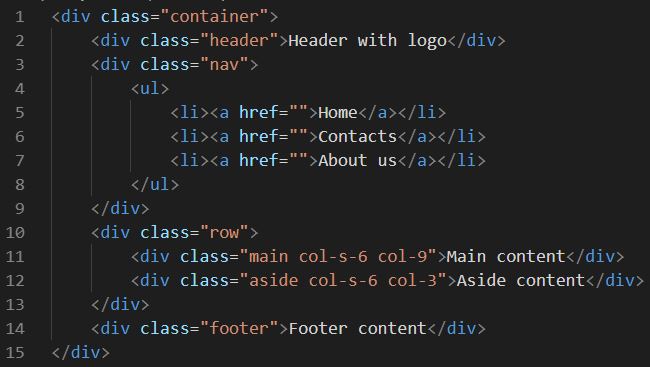 1 <div class="container">
2     <div class="header">Header with logo</div>
3     <div class="nav">
4         <ul>
5             <li><a href="">Home</a></li>
6             <li><a href="">Contacts</a></li>
7             <li><a href="">About us</a></li>
8         </ul>
9     </div>
10     <div class="row">
11         <div class="main col-s-6 col-9">Main content</div>
12         <div class="aside col-s-6 col-3">Aside content</div>
13     </div>
14     <div class="footer">Footer content</div>
15 </div>